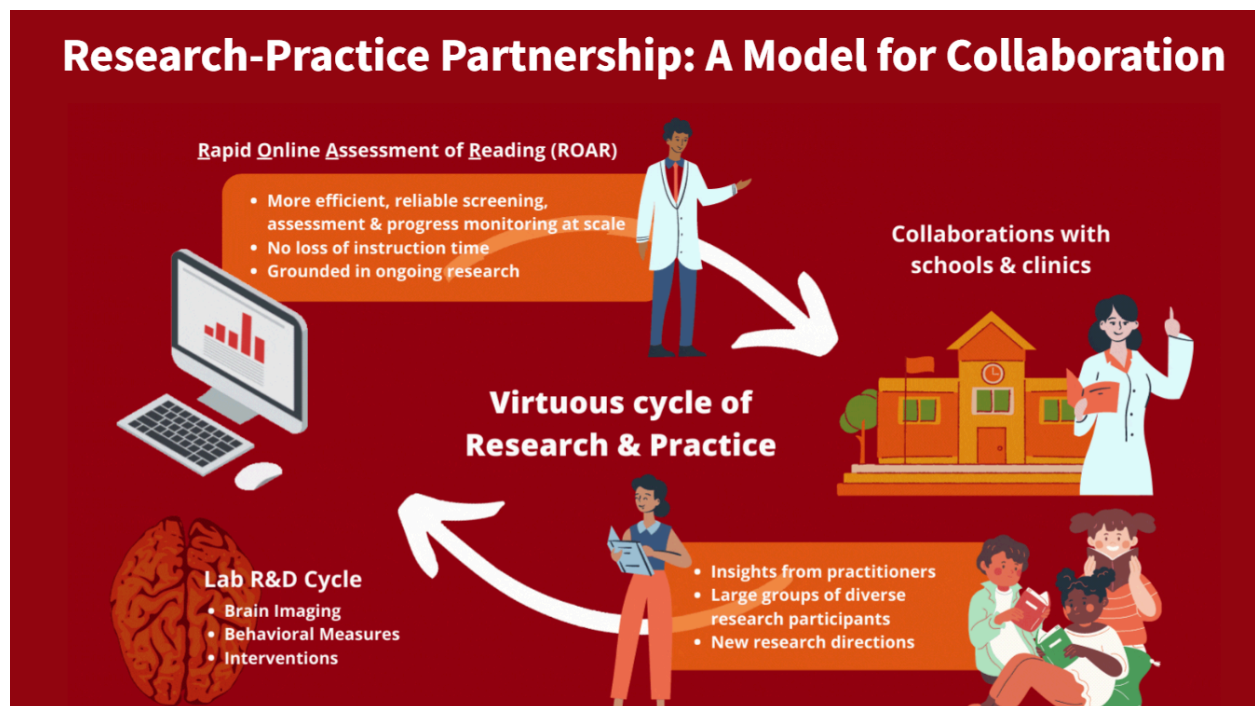 Research-Practice Partnership: A Model for Collaboration
Rapid Online Assessment of Reading (ROAR)
• More efficient, reliable screening,
assessment & progress monitoring at scale
• No loss of instruction time
• Grounded in ongoing research
Collaborations with
schools & clinics
Virtuous cycle of
Research & Practice
Lab R&D Cycle
• Brain Imaging
• Behavioral Measures
• Interventions
• Insights from practitioners
• Large groups of diverse
research participants
• New research directions